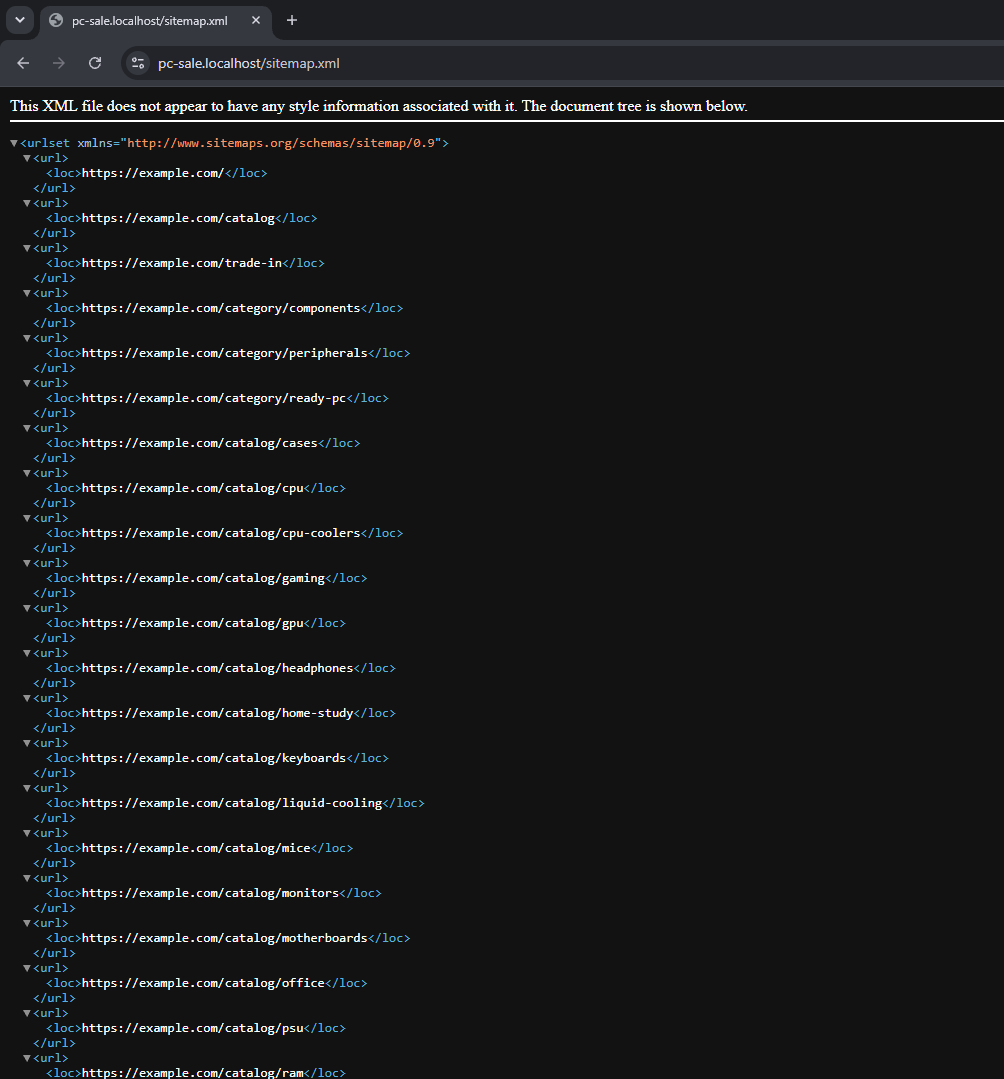 pc-sale.localhost/sitemap.xml
pc-sale.localhost/sitemap.xml
This XML file does not appear to have any style information associated with it. The document tree is shown below.
<urlset xmlns="http://www.sitemaps.org/schemas/sitemap/0.9">
<url>
<loc>https://example.com/</loc>
</url>
<url>
<loc>https://example.com/catalog</loc>
</url>
<url>
<loc>https://example.com/trade-in</loc>
</url>
<url>
<loc>https://example.com/category/components</loc>
</url>
<url>
<loc>https://example.com/category/peripherals</loc>
</url>
<url>
<loc>https://example.com/category/ready-pc</loc>
</url>
<url>
<loc>https://example.com/catalog/cases</loc>
</url>
<url>
<loc>https://example.com/catalog/cpu</loc>
</url>
<url>
<loc>https://example.com/catalog/cpu-coolers</loc>
</url>
<url>
<loc>https://example.com/catalog/gaming</loc>
</url>
<url>
<loc>https://example.com/catalog/gpu</loc>
</url>
<url>
<loc>https://example.com/catalog/headphones</loc>
</url>
<url>
<loc>https://example.com/catalog/home-study</loc>
</url>
<url>
<loc>https://example.com/catalog/keyboards</loc>
</url>
<url>
<loc>https://example.com/catalog/liquid-cooling</loc>
</url>
<url>
<loc>https://example.com/catalog/mice</loc>
</url>
<url>
<loc>https://example.com/catalog/monitors</loc>
</url>
<url>
<loc>https://example.com/catalog/motherboards</loc>
</url>
<url>
<loc>https://example.com/catalog/office</loc>
</url>
<url>
<loc>https://example.com/catalog/psu</loc>
</url>
<url>
<loc>https://example.com/catalog/ram</loc>